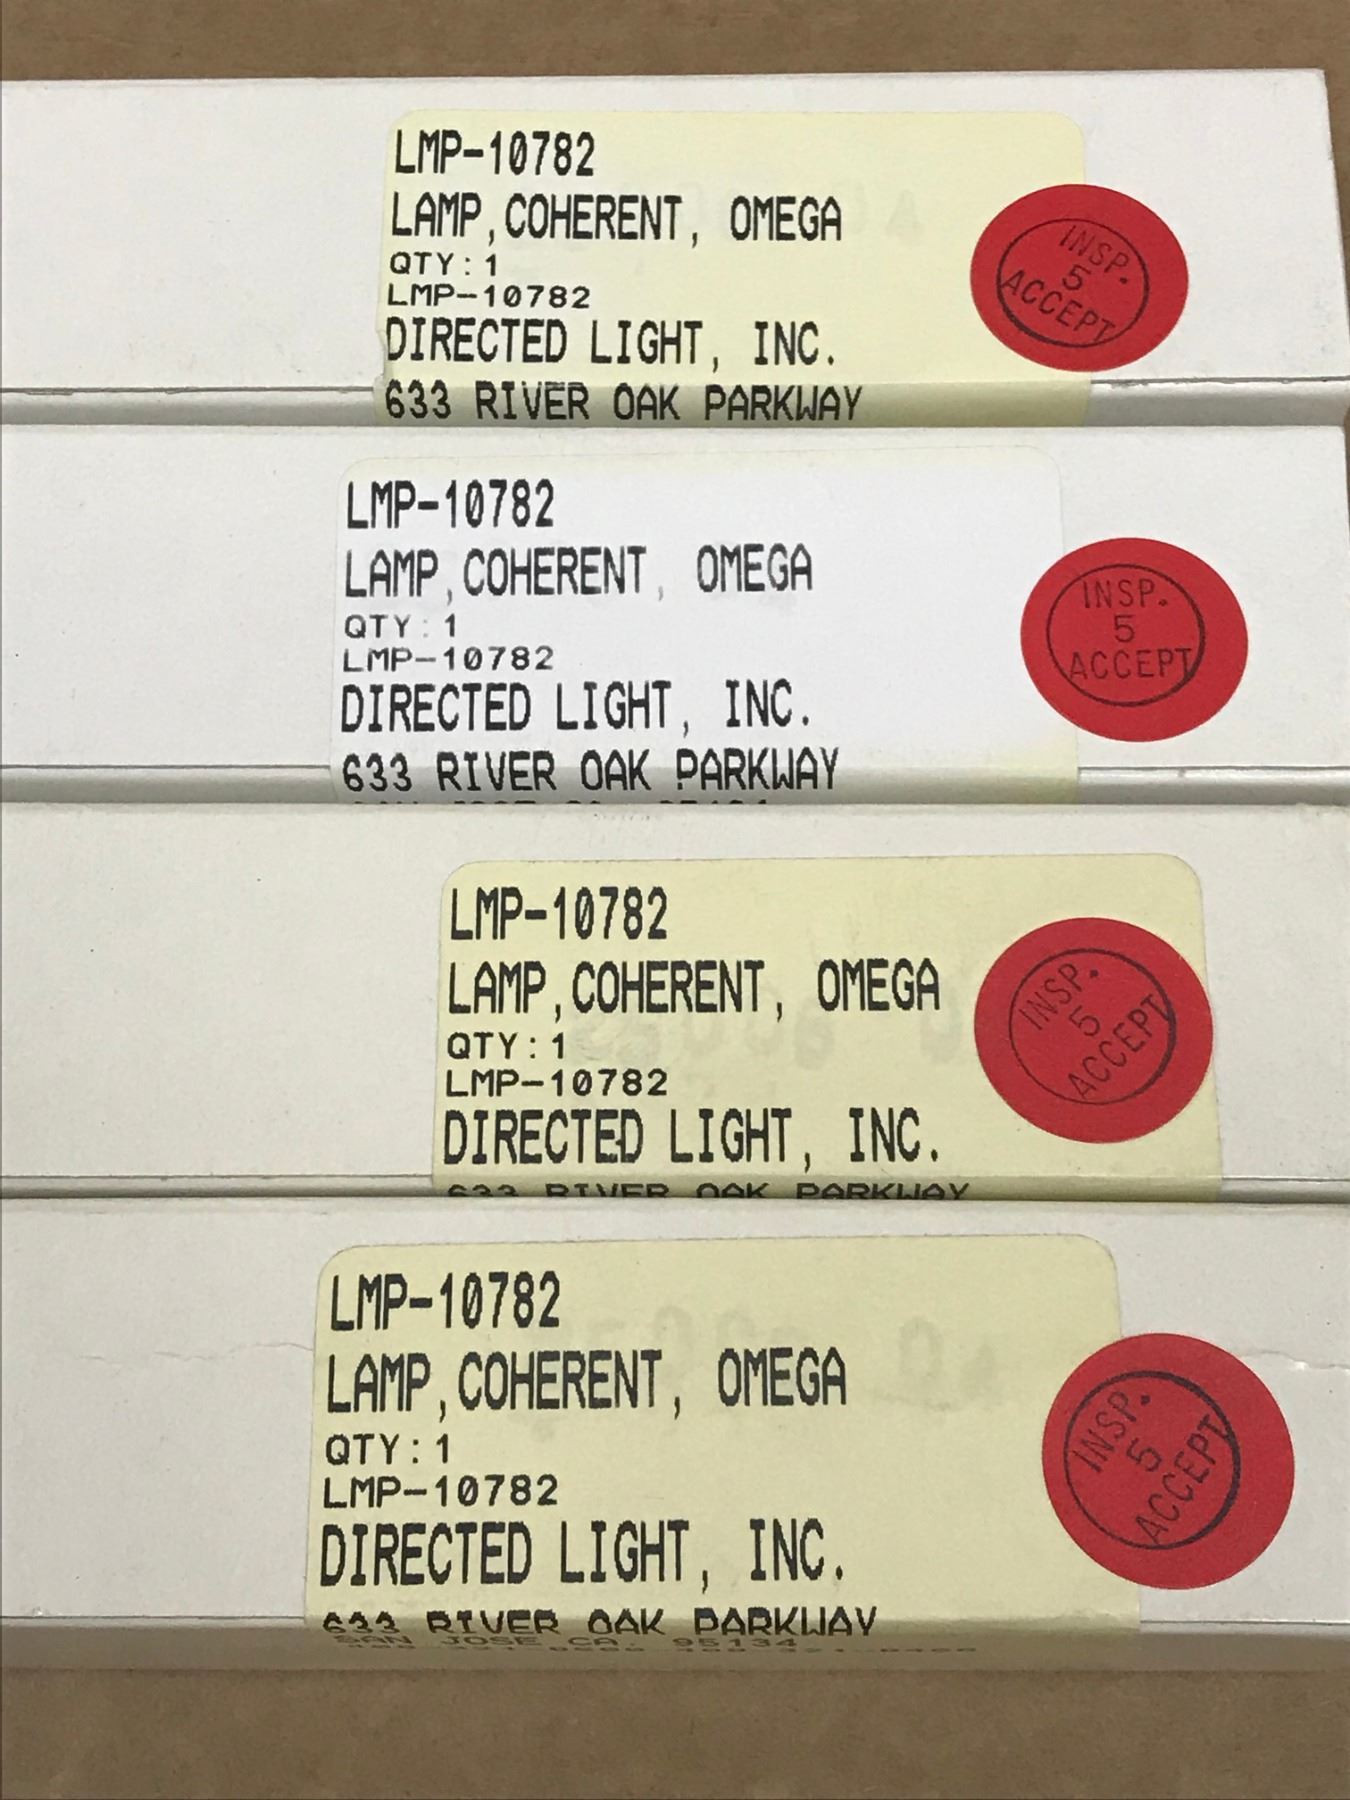 LMP-10782
LAMP,COHERENT, OMEGA
QTY:1
LMP-10782
DIRECTED LIGHT, INC.
633 RIVER OAK PARKWAY
INSP.
5
ACCEPT
LMP-10782
LAMP,COHERENT, OMEGA
QTY:1
LMP-10782
DIRECTED LIGHT, INC.
633 RIVER OAK PARKWAY
INSP.
5
ACCEPT
LMP-10782
LAMP,COHERENT, OMEGA
QTY:1
LMP-10782
DIRECTED LIGHT, INC.
633 RIVER OAK PARKWAY
INSP.
5
ACCEPT
LMP-10782
LAMP,COHERENT, OMEGA
QTY:1
LMP-10782
DIRECTED LIGHT, INC.
633 RIVER OAK PARKWAY
SAN JOSE CA. 95134
INSP.
5
ACCEPT